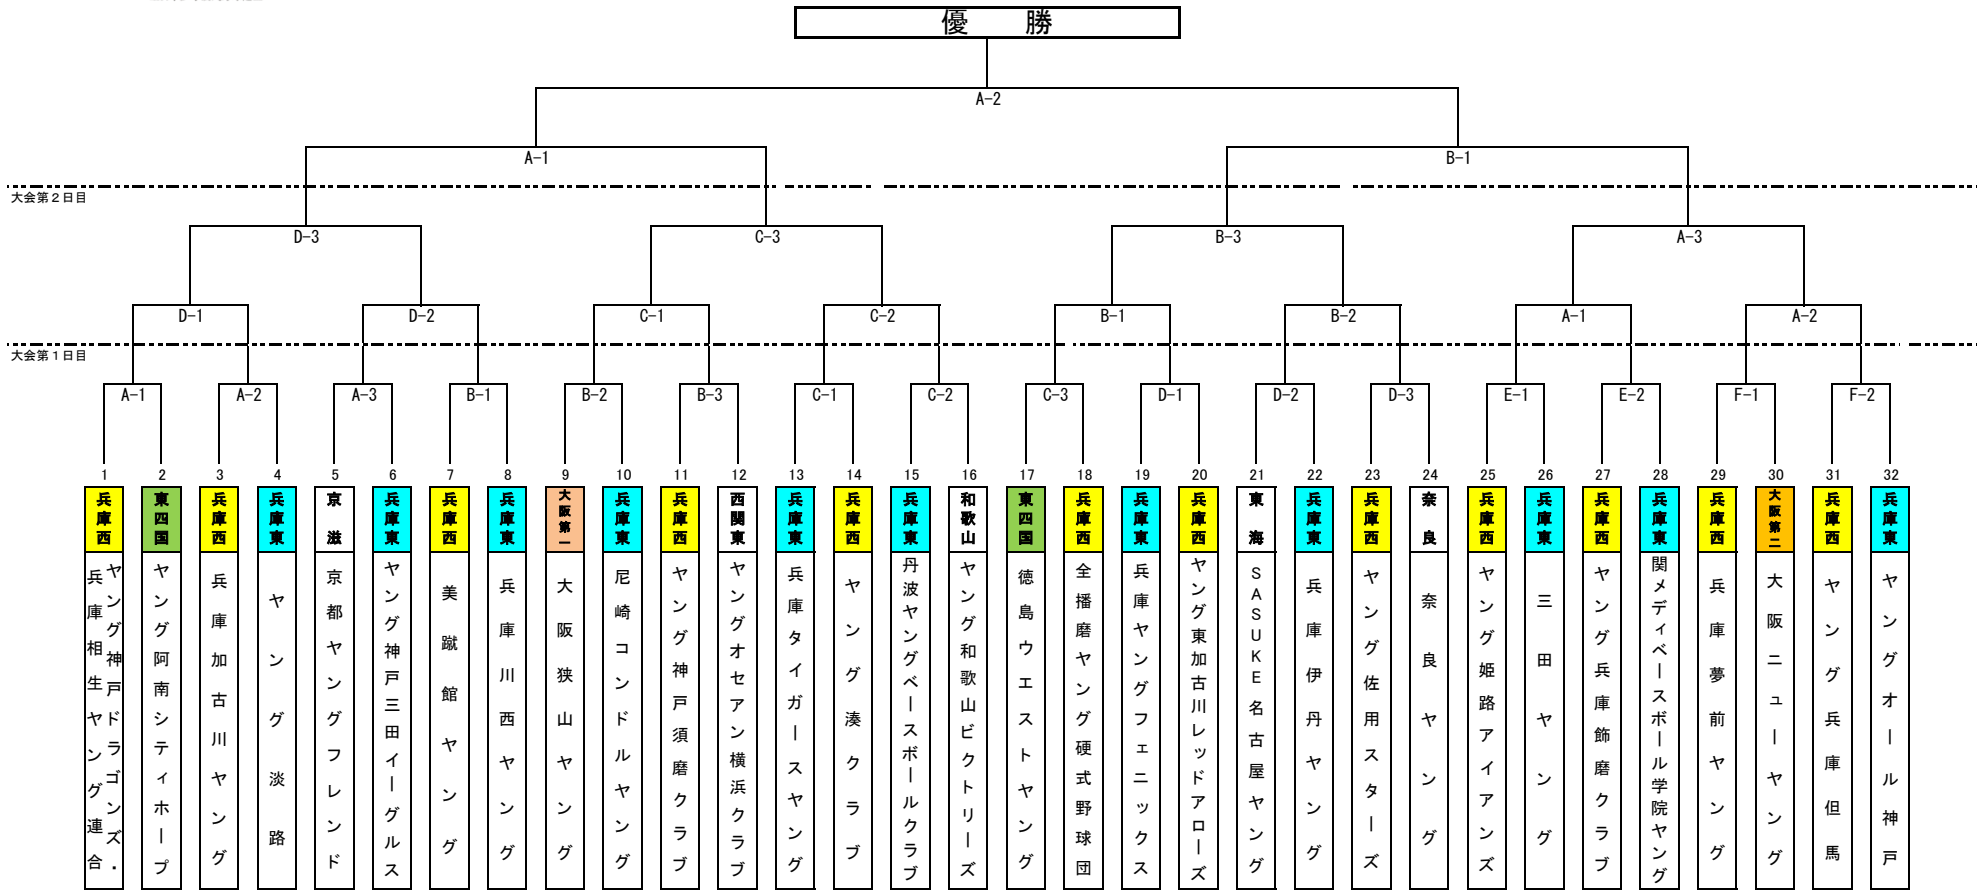 優　勝
A-2
A-1
B-1
大会第２日目
D-3
C-3
B-3
A-3
D-1
D-2
C-1
C-2
B-1
B-2
A-1
A-2
大会第１日目
A-1
A-2
A-3
B-1
B-2
B-3
C-1
C-2
C-3
D-1
D-2
D-3
E-1
E-2
F-1
F-2
1
兵庫西
ヤング神戸ドラゴンズ・
兵庫相生ヤング連合
2
東四国
ヤング阿南シティホープ
3
兵庫西
兵庫加古川ヤング
4
兵庫東
ヤング淡路
5
京滋
京都ヤングフレンド
6
兵庫東
ヤング神戸三田イーグルス
7
兵庫西
美蹴館ヤング
8
兵庫東
兵庫川西ヤング
9
大阪第一
大阪狭山ヤング
10
兵庫東
尼崎コンドルヤング
11
兵庫西
ヤング神戸須磨クラブ
12
西関東
ヤングオセアン横浜クラブ
13
兵庫東
兵庫タイガースヤング
14
兵庫西
ヤング湊クラブ
15
兵庫東
丹波ヤングベースボールクラブ
16
和歌山
ヤング和歌山ビクトリーズ
17
東四国
徳島ウエストヤング
18
兵庫西
全播磨ヤング硬式野球団
19
兵庫東
兵庫ヤングフェニックス
20
兵庫西
ヤング東加古川レッドアローズ
21
東海
SASUKE名古屋ヤング
22
兵庫東
兵庫伊丹ヤング
23
兵庫西
ヤング佐用スターズ
24
奈良
奈良ヤング
25
兵庫西
ヤング姫路アイアンズ
26
兵庫東
三田ヤング
27
兵庫西
ヤング兵庫飾磨クラブ
28
兵庫東
関メディベースボール学院ヤング
29
兵庫西
兵庫夢前ヤング
30
大阪第二
大阪ニューヤング
31
兵庫西
ヤング兵庫但馬
32
兵庫東
ヤングオール神戸